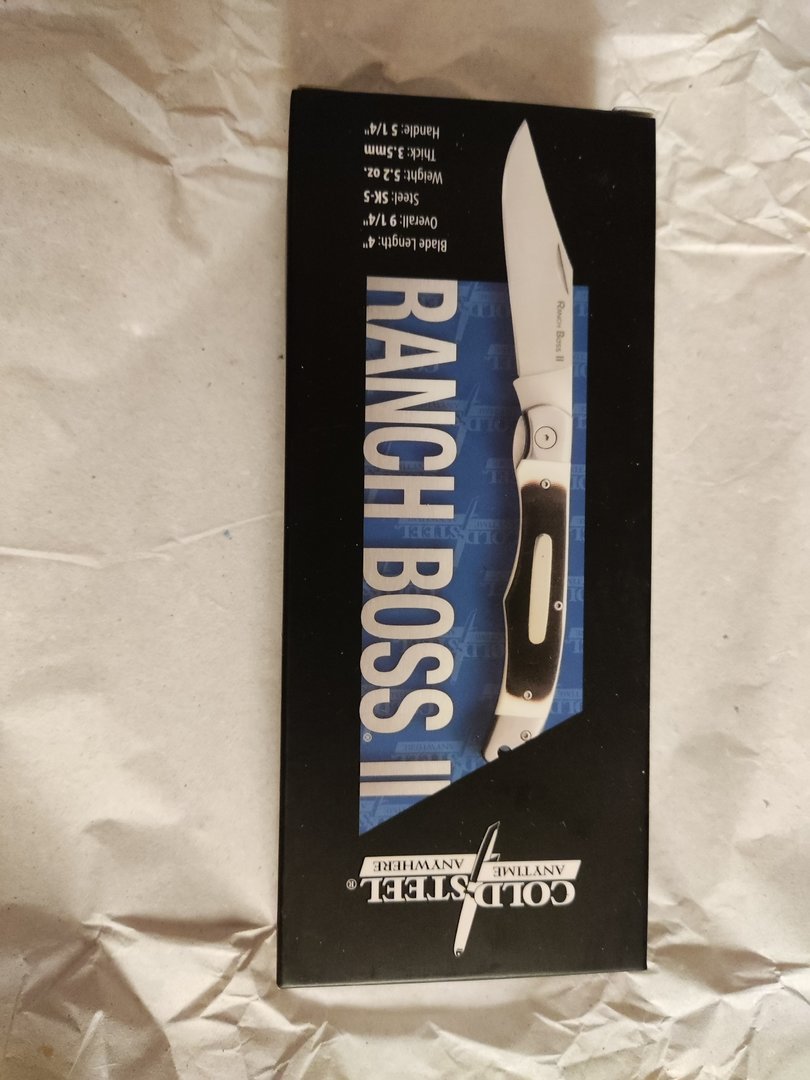 COLD STEEL®
ANYTIME ANYWHERE
RANCH BOSS® II
RANCH BOSS II
Blade Length: 4"
Overall: 9 1/4"
Steel: SK-5
Weight: 5.2 oz.
Thick: 3.5mm
Handle: 5 1/4"